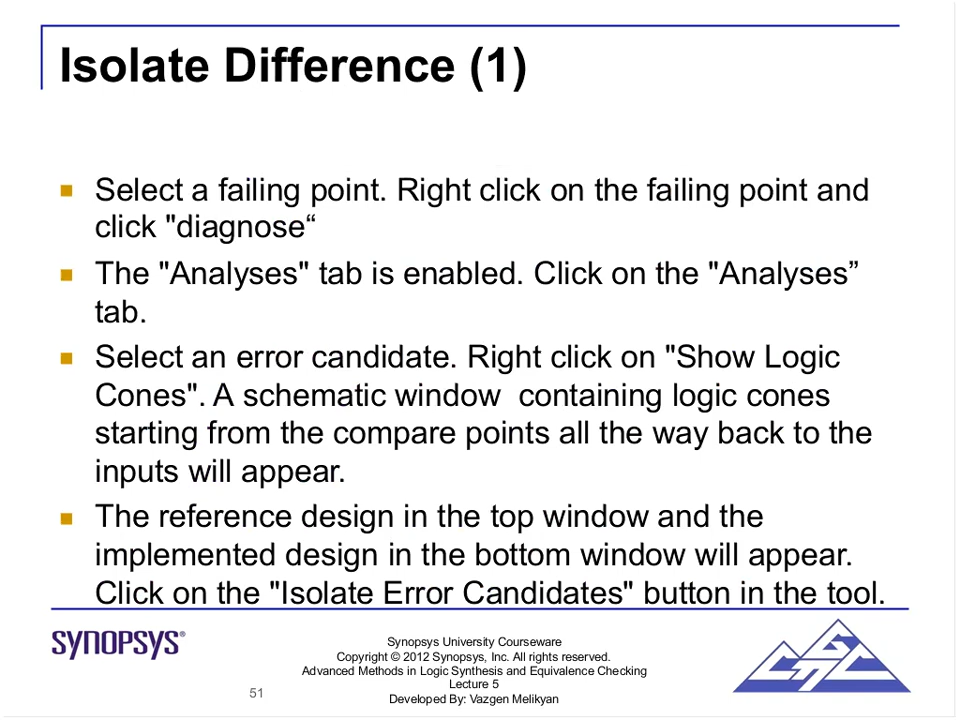 Isolate Difference (1)
Select a failing point. Right click on the failing point and
click "diagnose“
The "Analyses" tab is enabled. Click on the "Analyses”
tab.
Select an error candidate. Right click on "Show Logic
Cones". A schematic window  containing logic cones
starting from the compare points all the way back to the
inputs will appear.
The reference design in the top window and the
implemented design in the bottom window will appear.
Click on the "Isolate Error Candidates" button in the tool.
SYNOPSYS®
Synopsys University Courseware
Copyright © 2012 Synopsys, Inc. All rights reserved.
Advanced Methods in Logic Synthesis and Equivalence Checking
Lecture 5
Developed By: Vazgen Melikyan
51